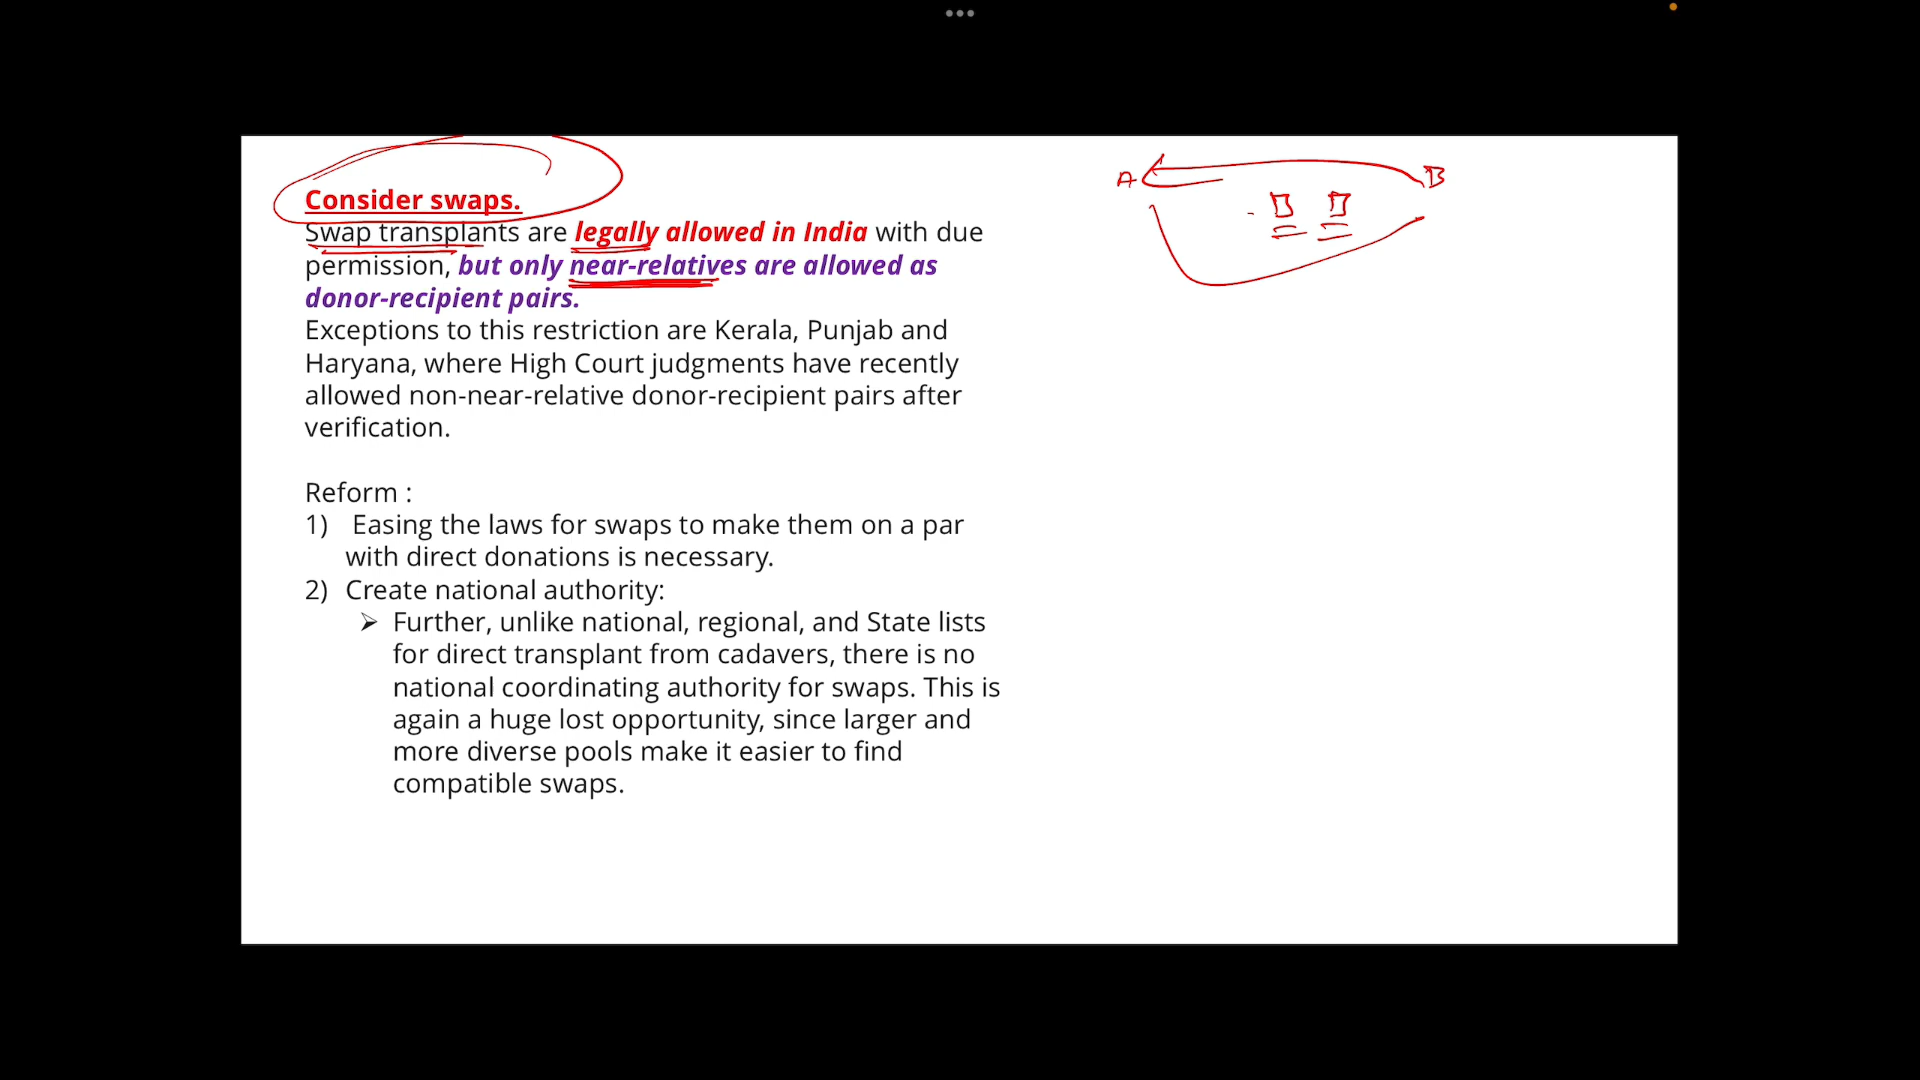 Consider swaps.
A
B
Swap transplants are legally allowed in India with due
permission, but only near-relatives are allowed as
donor-recipient pairs.
Exceptions to this restriction are Kerala, Punjab and
Haryana, where High Court judgments have recently
allowed non-near-relative donor-recipient pairs after
verification.
Reform :
1) Easing the laws for swaps to make them on a par
with direct donations is necessary.
2) Create national authority:
➢ Further, unlike national, regional, and State lists
for direct transplant from cadavers, there is no
national coordinating authority for swaps. This is
again a huge lost opportunity, since larger and
more diverse pools make it easier to find
compatible swaps.